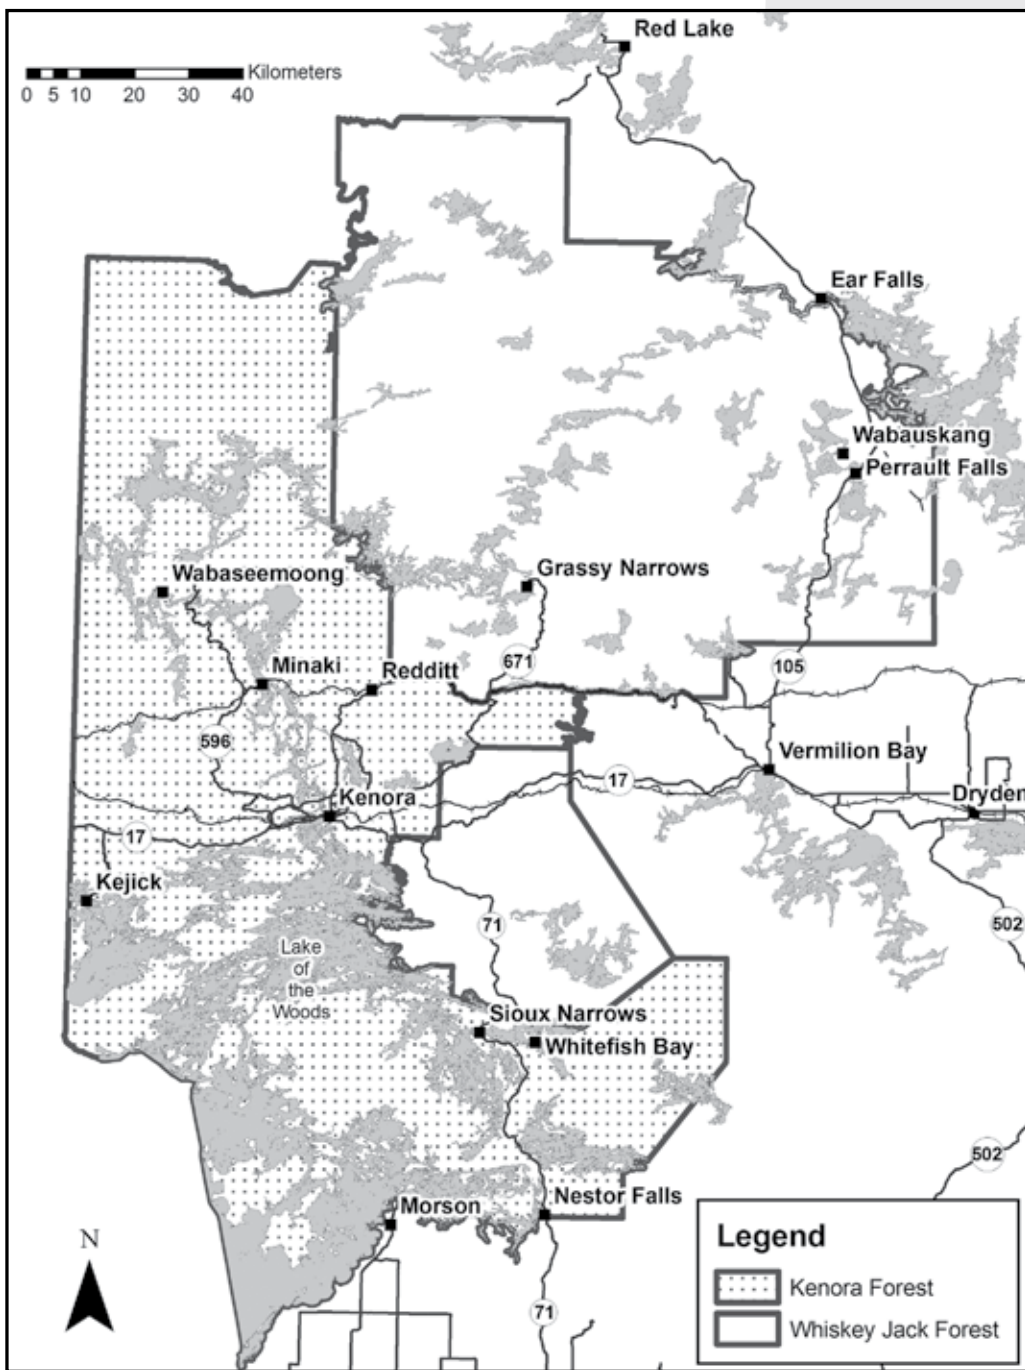 Red Lake
Kilometers
0 5 10 20 30 40
Ear Falls
Wabauskang
Perrault Falls
Wabaseemoong
Grassy Narrows
Minaki
Redditt
671
105
596
Vermilion Bay
17
Kenora
Dryden
17
Kejick
71
502
Lake
of
the
Woods
Sioux Narrows
Whitefish Bay
502
Morson
Nestor Falls
N
Legend
Kenora Forest
Whiskey Jack Forest
71